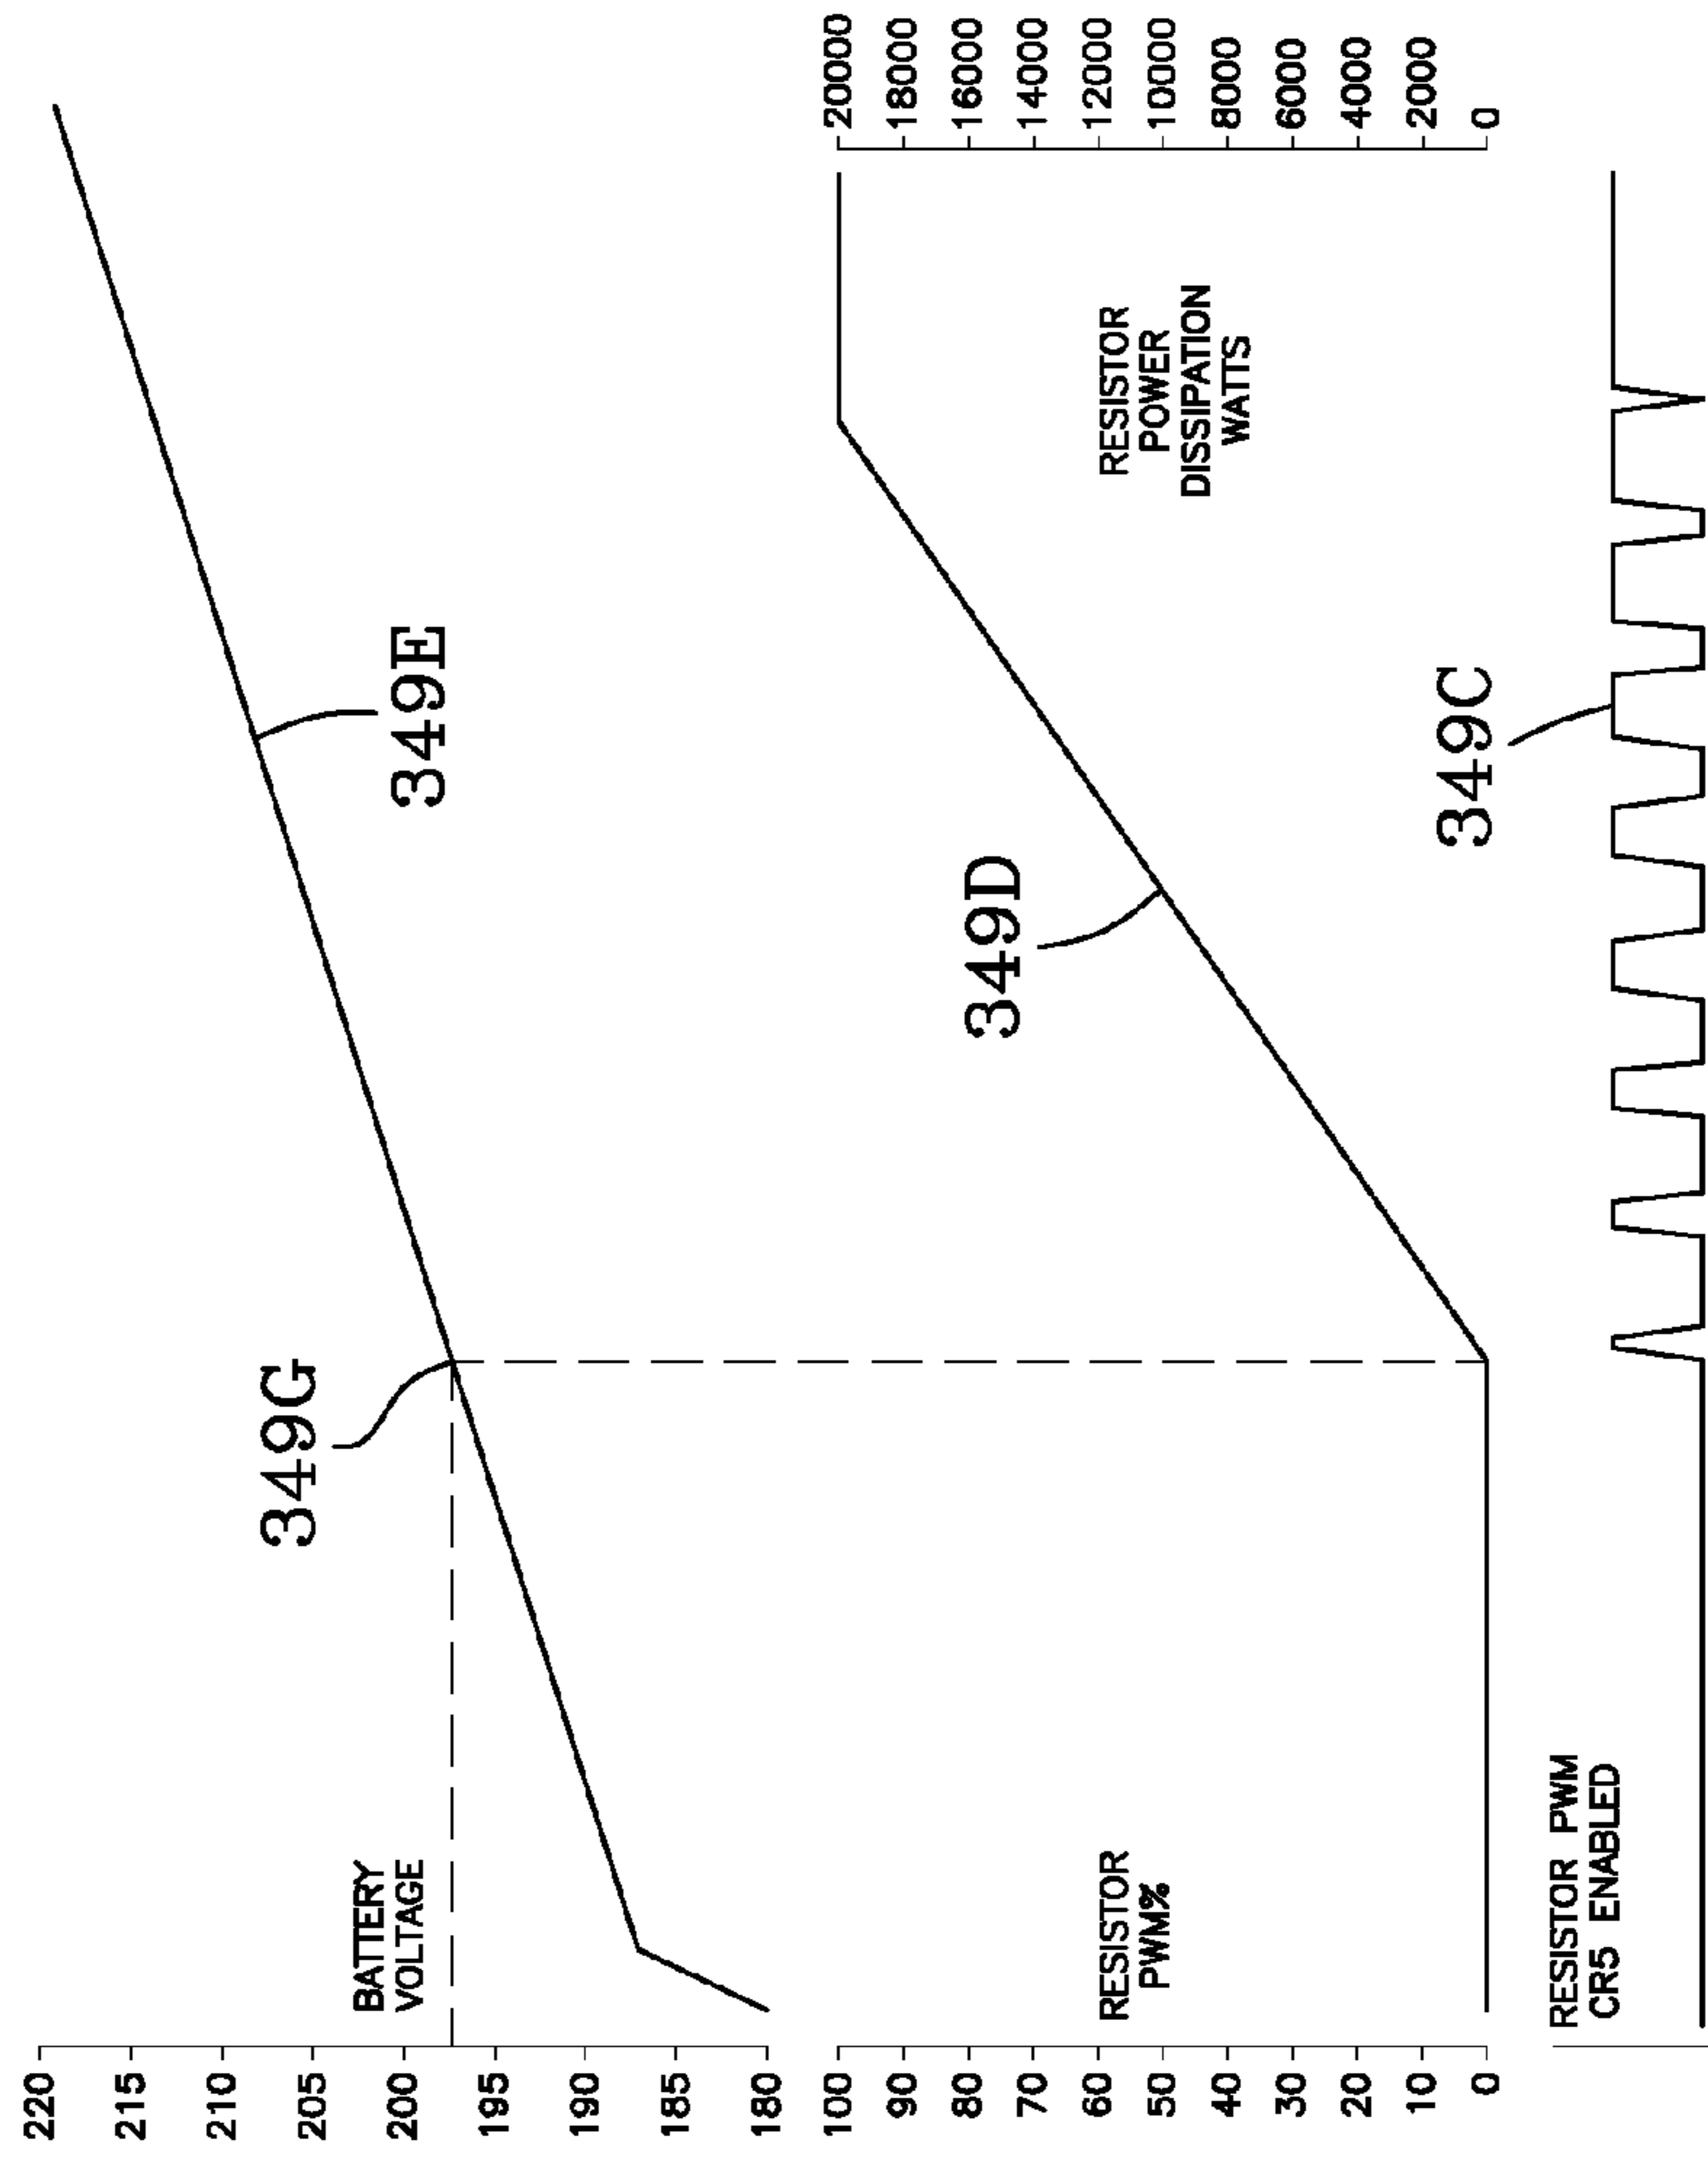 220
215
210
205
200
195
190
185
180
BATTERY
VOLTAGE
349G
349E
100
90
80
70
60
50
40
30
20
10
0
RESISTOR
PWM%
349D
RESISTOR
POWER
DISSIPATION
WATTS
20000
18000
16000
14000
12000
10000
8000
6000
4000
2000
0
RESISTOR PWM
CR5 ENABLED
349C